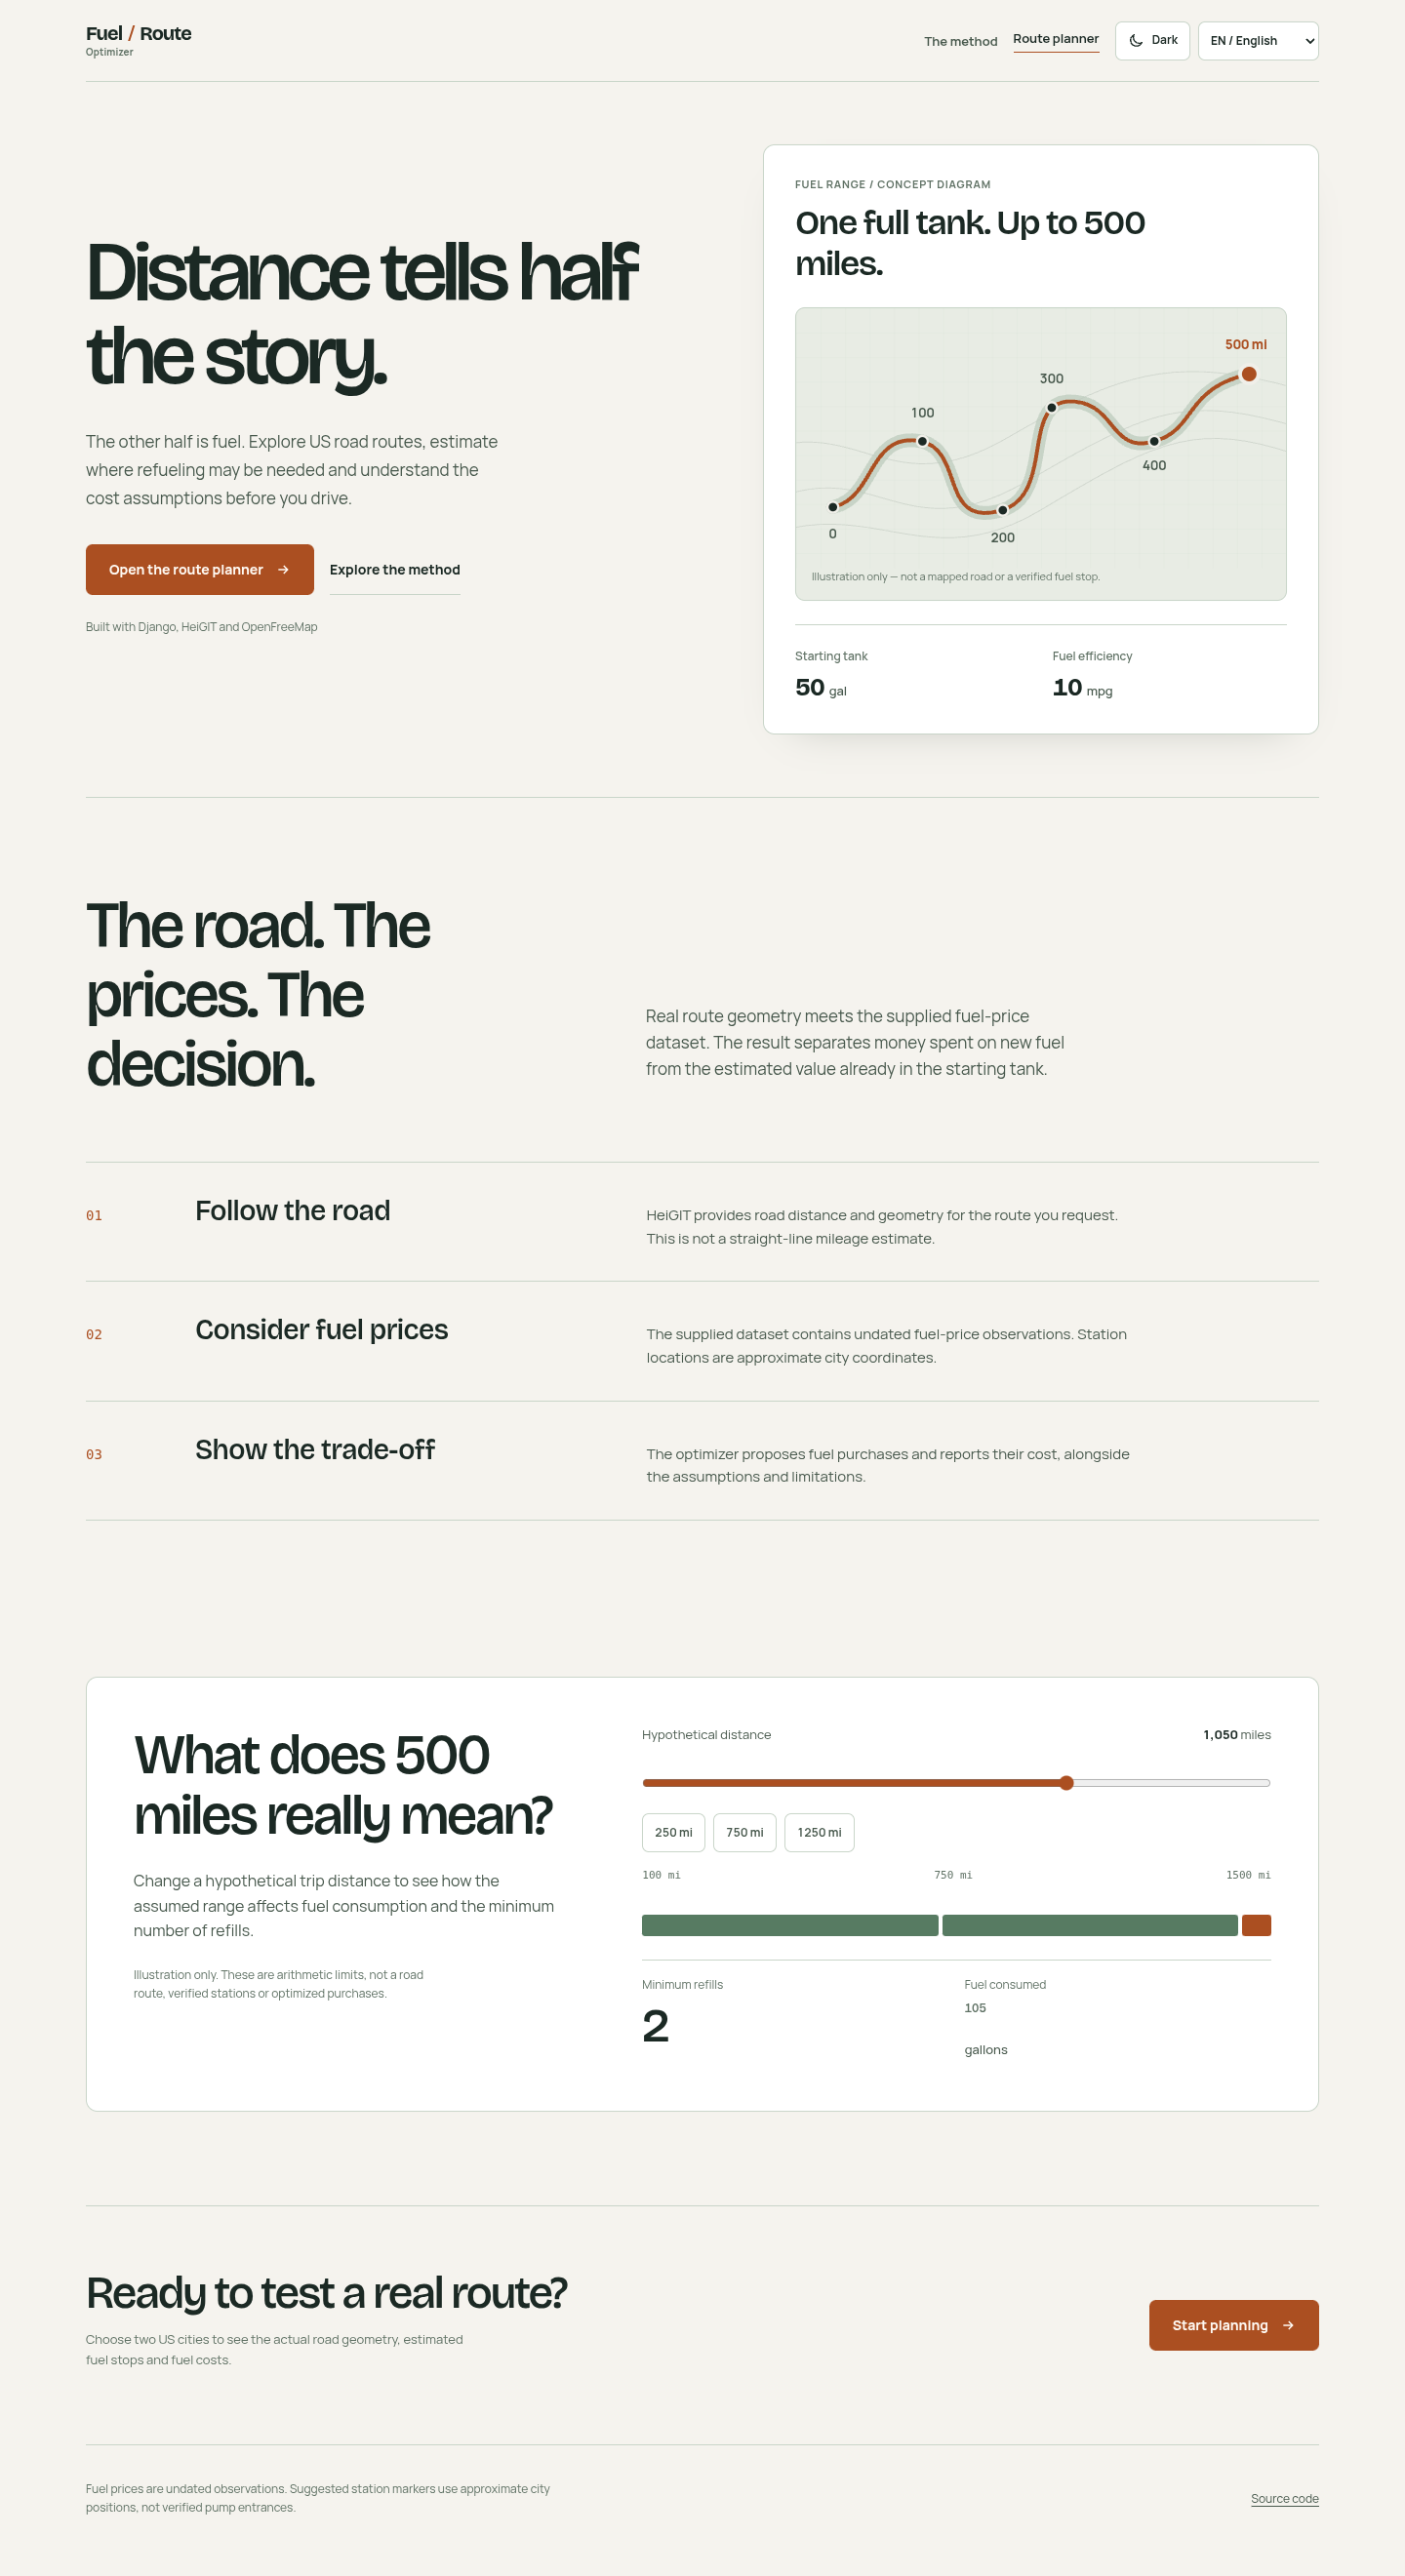 Fuel / Route
Optimizer
The method
Route planner
Dark
EN / English
Distance tells half
the story.
The other half is fuel. Explore US road routes, estimate
where refueling may be needed and understand the
cost assumptions before you drive.
Open the route planner →
Explore the method
Built with Django, HeiGIT and OpenFreeMap
FUEL RANGE / CONCEPT DIAGRAM
One full tank. Up to 500
miles.
500 mi
300
100
400
0
200
Illustration only — not a mapped road or a verified fuel stop.
Starting tank
50 gal
Fuel efficiency
10 mpg
The road. The
prices. The
decision.
Real route geometry meets the supplied fuel-price
dataset. The result separates money spent on new fuel
from the estimated value already in the starting tank.
01
Follow the road
HeiGIT provides road distance and geometry for the route you request.
This is not a straight-line mileage estimate.
02
Consider fuel prices
The supplied dataset contains undated fuel-price observations. Station
locations are approximate city coordinates.
03
Show the trade-off
The optimizer proposes fuel purchases and reports their cost, alongside
the assumptions and limitations.
What does 500
miles really mean?
Change a hypothetical trip distance to see how the
assumed range affects fuel consumption and the minimum
number of refills.
Illustration only. These are arithmetic limits, not a road
route, verified stations or optimized purchases.
Hypothetical distance
1,050 miles
250 mi
750 mi
1250 mi
100 mi
750 mi
1500 mi
Minimum refills
2
Fuel consumed
105
gallons
Ready to test a real route?
Choose two US cities to see the actual road geometry, estimated
fuel stops and fuel costs.
Start planning →
Fuel prices are undated observations. Suggested station markers use approximate city
positions, not verified pump entrances.
Source code